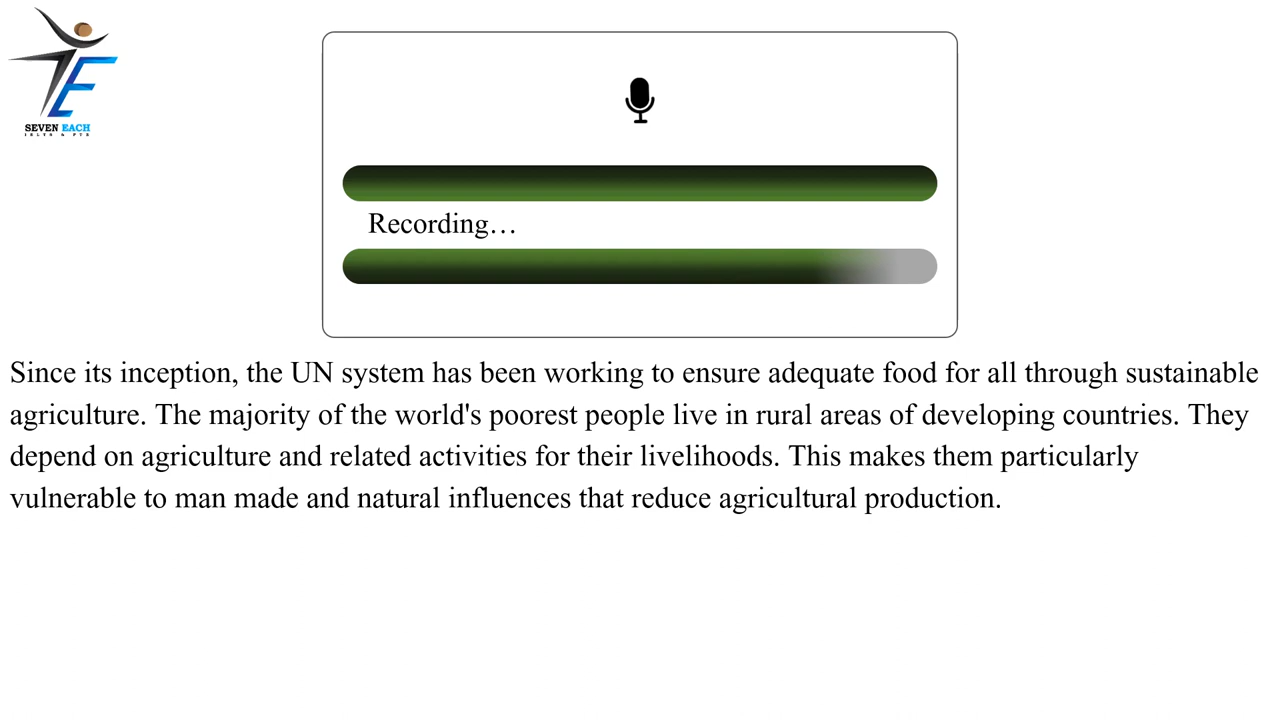 SEVEN EACH
IELTS & PTE
Recording…
Since its inception, the UN system has been working to ensure adequate food for all through sustainable
agriculture. The majority of the world's poorest people live in rural areas of developing countries. They
depend on agriculture and related activities for their livelihoods. This makes them particularly
vulnerable to man made and natural influences that reduce agricultural production.